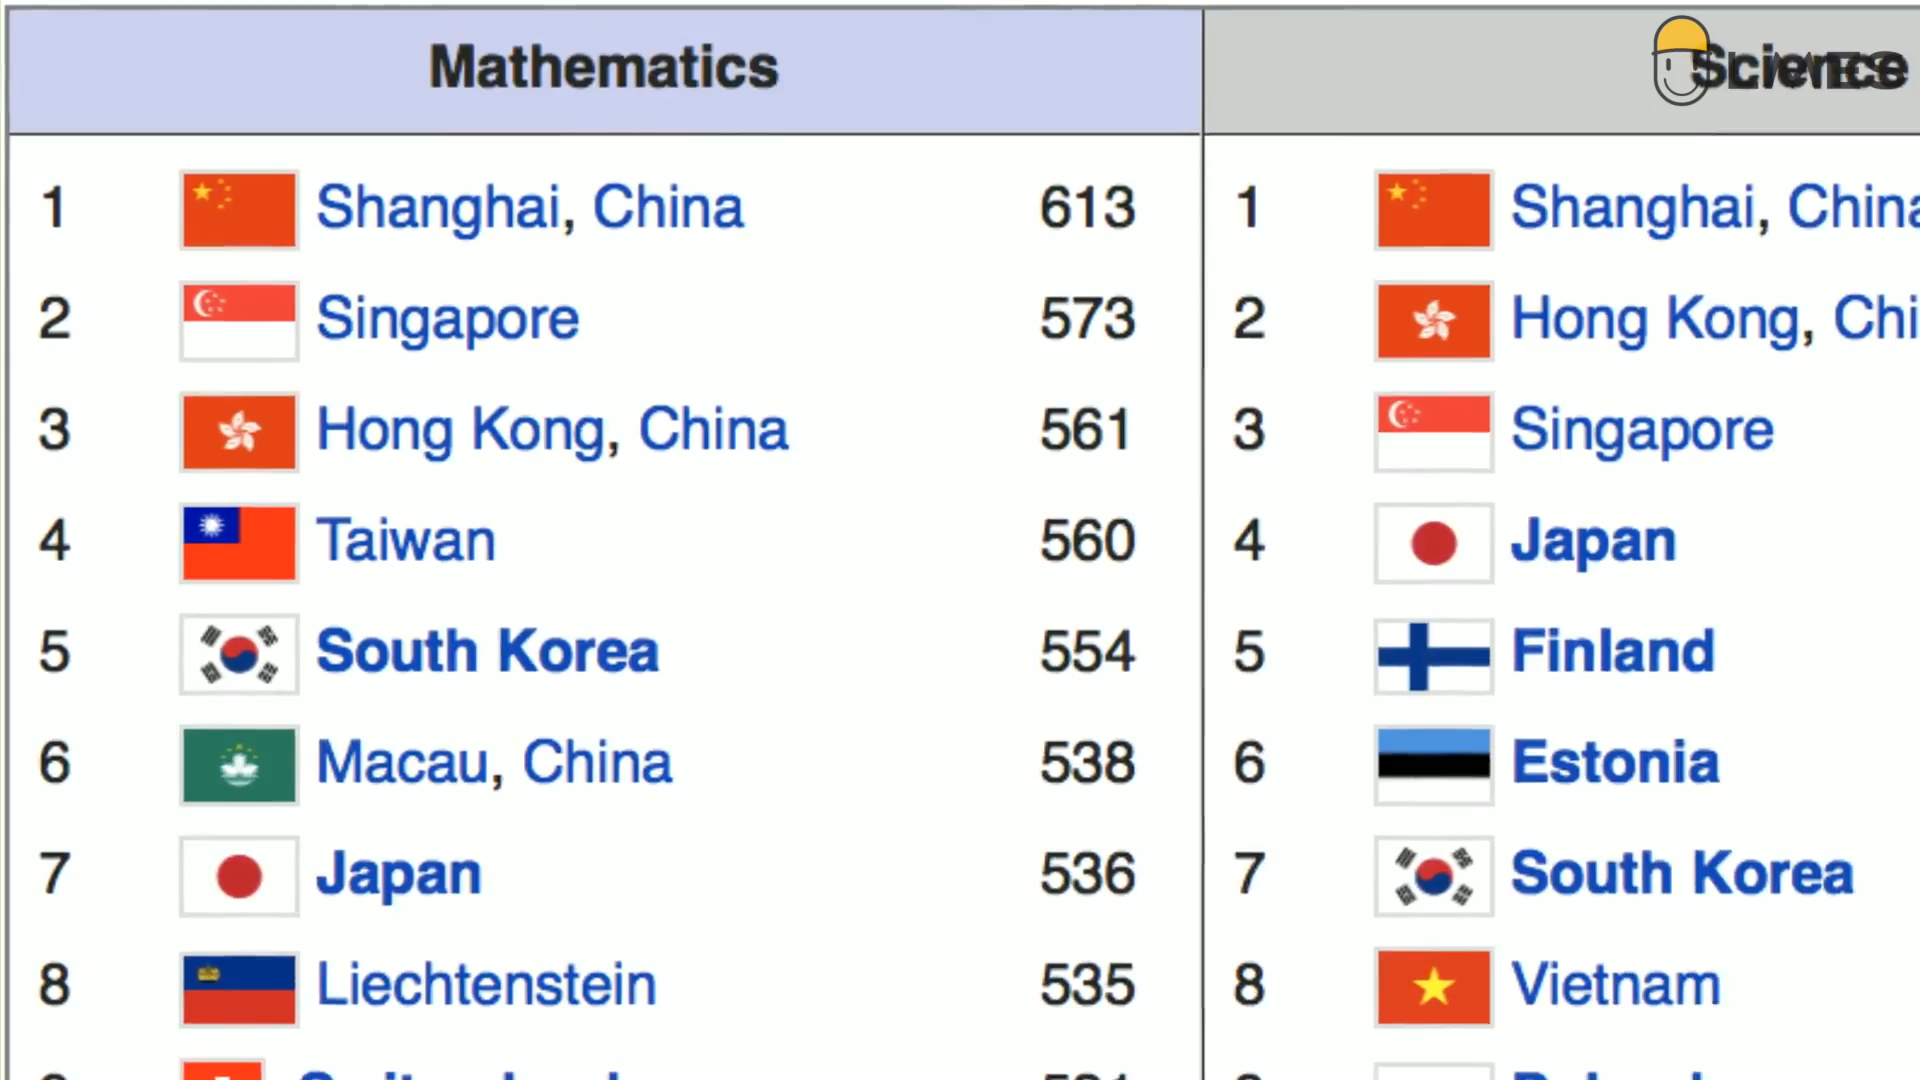 Mathematics
Science
LIMES
1 Shanghai, China 613
2 Singapore 573
3 Hong Kong, China 561
4 Taiwan 560
5 South Korea 554
6 Macau, China 538
7 Japan 536
8 Liechtenstein 535
1 Shanghai, China
2 Hong Kong, Chi
3 Singapore
4 Japan
5 Finland
6 Estonia
7 South Korea
8 Vietnam